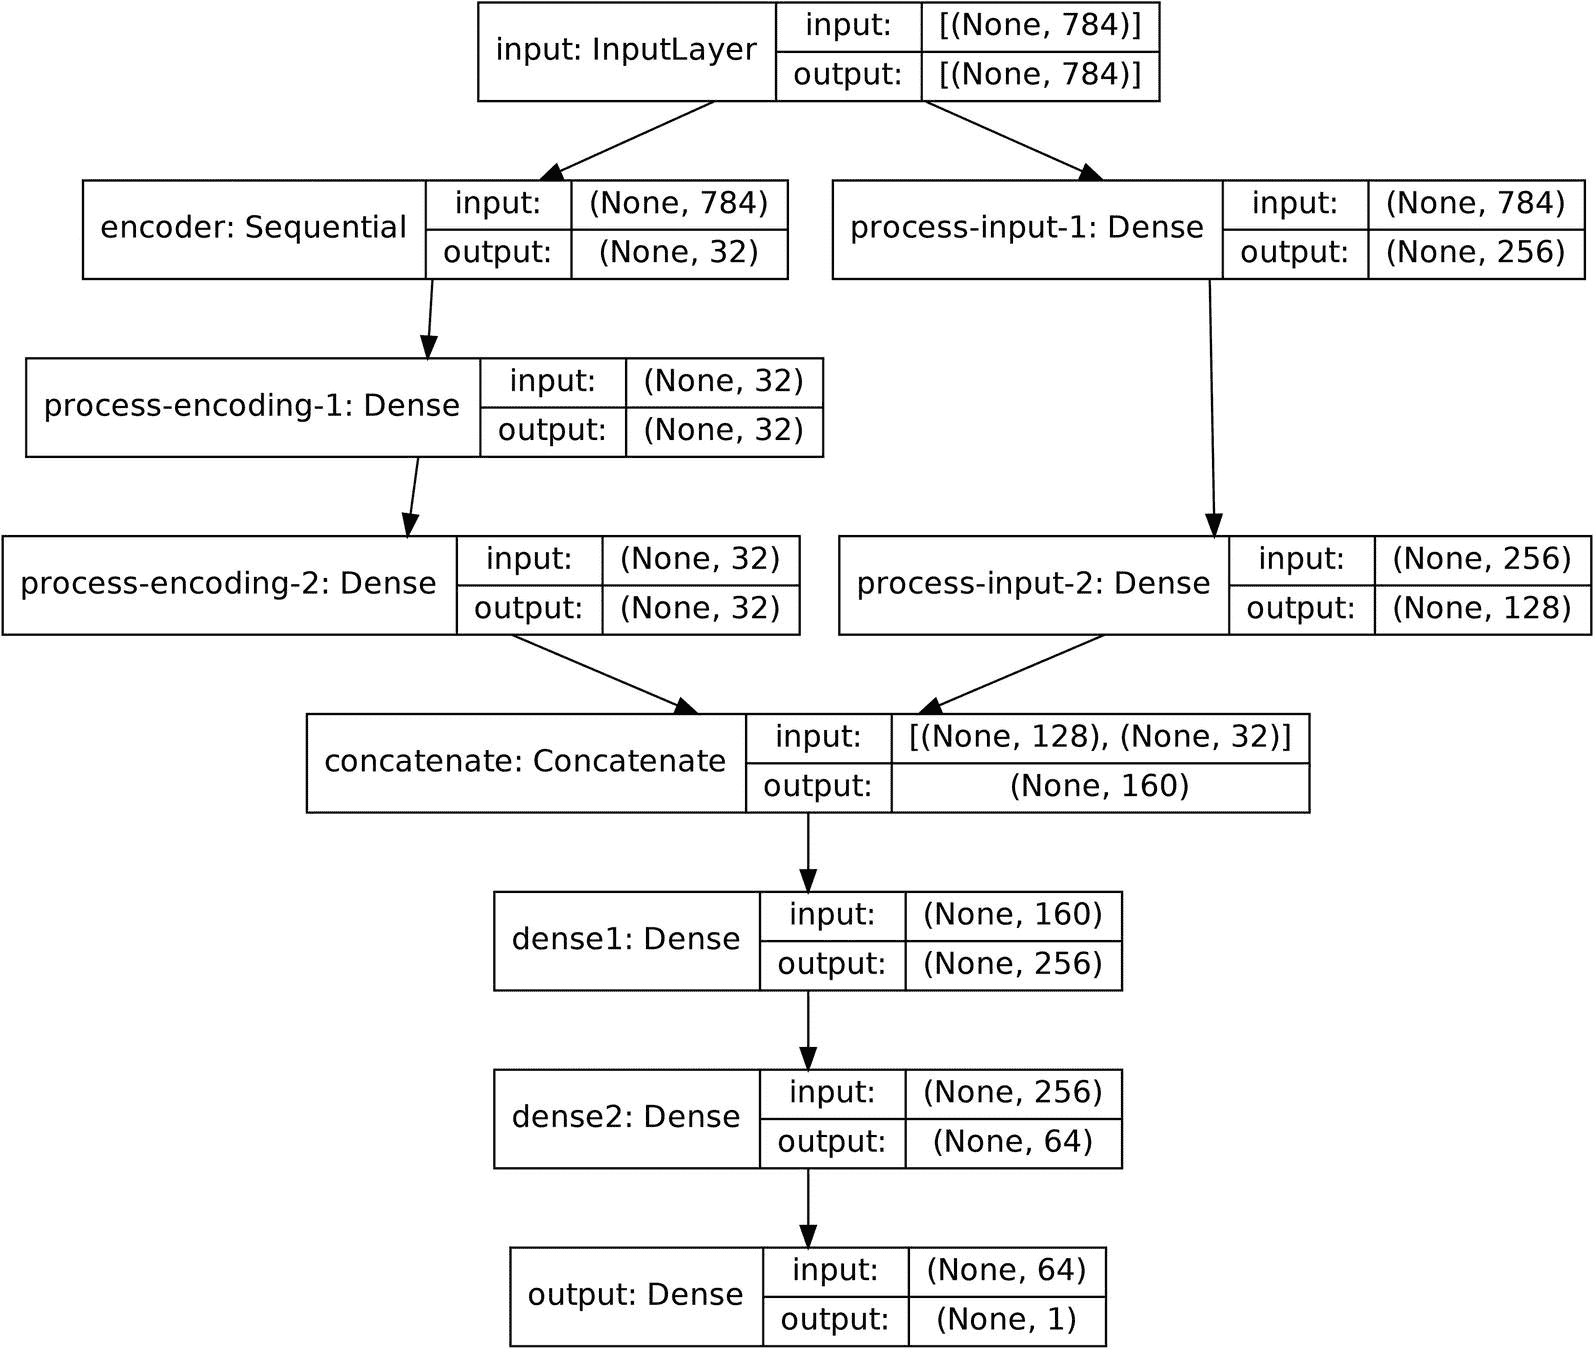 input: InputLayer
input: [(None, 784)]
output: [(None, 784)]
encoder: Sequential
input: (None, 784)
output: (None, 32)
process-input-1: Dense
input: (None, 784)
output: (None, 256)
process-encoding-1: Dense
input: (None, 32)
output: (None, 32)
process-encoding-2: Dense
input: (None, 32)
output: (None, 32)
process-input-2: Dense
input: (None, 256)
output: (None, 128)
concatenate: Concatenate
input: [(None, 128), (None, 32)]
output: (None, 160)
dense1: Dense
input: (None, 160)
output: (None, 256)
dense2: Dense
input: (None, 256)
output: (None, 64)
output: Dense
input: (None, 64)
output: (None, 1)